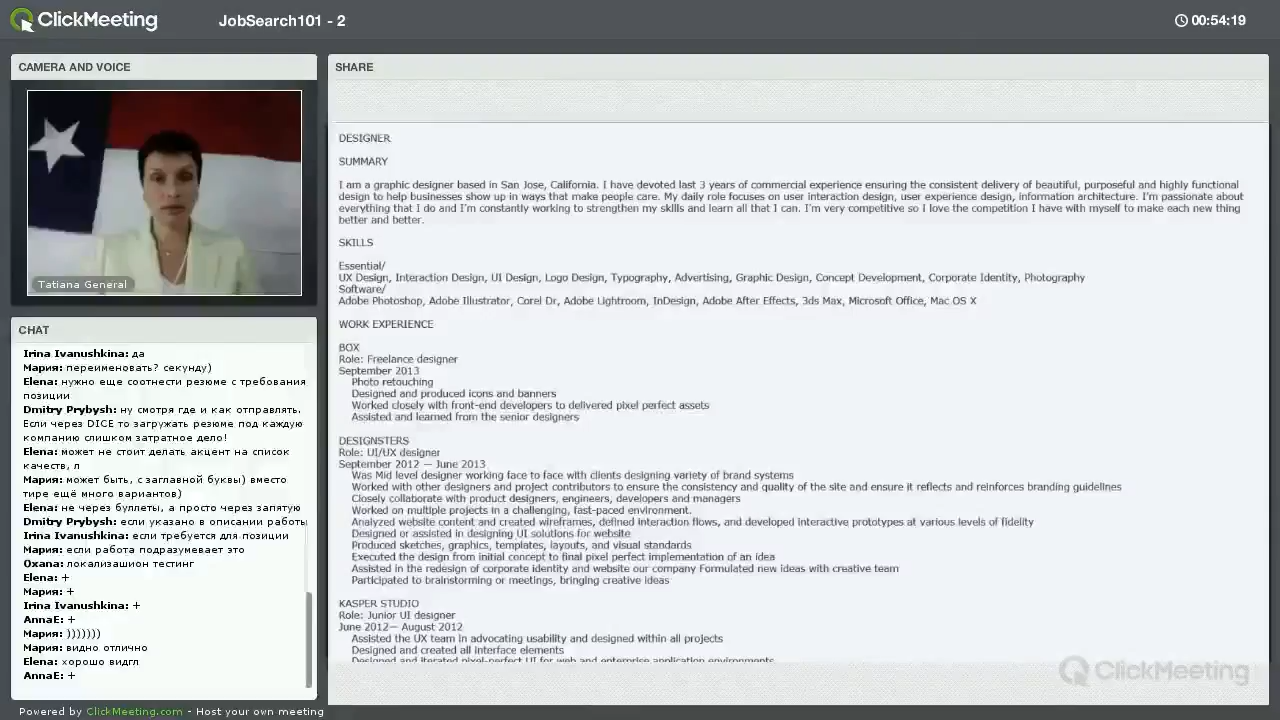 ClickMeeting
JobSearch101 - 2
00:54:19
CAMERA AND VOICE
Tatiana General
CHAT
Irina Ivanushkina: да
Мария: переименовать? секунду)
Elena: нужно еще соотнести резюме с требования
позиции
Dmitry Prybysh: ну смотря где и как отправлять.
Если через DICE то загружать резюме под каждую
компанию слишком затратное дело!
Elena: может не стоит делать акцент на список
качеств, л
Мария: может быть, с заглавной буквы) вместо
тире ещё много вариантов)
Elena: не через буллеты, а просто через запятую
Dmitry Prybysh: если указано в описании работы
Irina Ivanushkina: если требуется для позиции
Мария: если работа подразумевает это
Oxana: локализашион тестинг
Elena: +
Мария: +
Irina Ivanushkina: +
AnnaE: +
Мария: )))))))
Мария: видно отлично
Elena: хорошо видгл
AnnaE: +
Powered by ClickMeeting.com - Host your own meeting
SHARE
DESIGNER
SUMMARY
I am a graphic designer based in San Jose, California. I have devoted last 3 years of commercial experience ensuring the consistent delivery of beautiful, purposeful and highly functional
design to help businesses show up in ways that make people care. My daily role focuses on user interaction design, user experience design, information architecture. I'm passionate about
everything that I do and I'm constantly working to strengthen my skills and learn all that I can. I'm very competitive so I love the competition I have with myself to make each new thing
better and better.
SKILLS
Essential/
UX Design, Interaction Design, UI Design, Logo Design, Typography, Advertising, Graphic Design, Concept Development, Corporate Identity, Photography
Software/
Adobe Photoshop, Adobe Illustrator, Corel Dr, Adobe Lightroom, InDesign, Adobe After Effects, 3ds Max, Microsoft Office, Mac OS X
WORK EXPERIENCE
BOX
Role: Freelance designer
September 2013
Photo retouching
Designed and produced icons and banners
Worked closely with front-end developers to delivered pixel perfect assets
Assisted and learned from the senior designers
DESIGNSTERS
Role: UI/UX designer
September 2012 — June 2013
Was Mid level designer working face to face with clients designing variety of brand systems
Worked with other designers and project contributors to ensure the consistency and quality of the site and ensure it reflects and reinforces branding guidelines
Closely collaborate with product designers, engineers, developers and managers
Worked on multiple projects in a challenging, fast-paced environment.
Analyzed website content and created wireframes, defined interaction flows, and developed interactive prototypes at various levels of fidelity
Designed or assisted in designing UI solutions for website
Produced sketches, graphics, templates, layouts, and visual standards
Executed the design from initial concept to final pixel perfect implementation of an idea
Assisted in the redesign of corporate identity and website our company Formulated new ideas with creative team
Participated to brainstorming or meetings, bringing creative ideas
KASPER STUDIO
Role: Junior UI designer
June 2012— August 2012
Assisted the UX team in advocating usability and designed within all projects
Designed and created all interface elements
Designed and iterated pixel-perfect UI for web and enterprise application environments
ClickMeeting